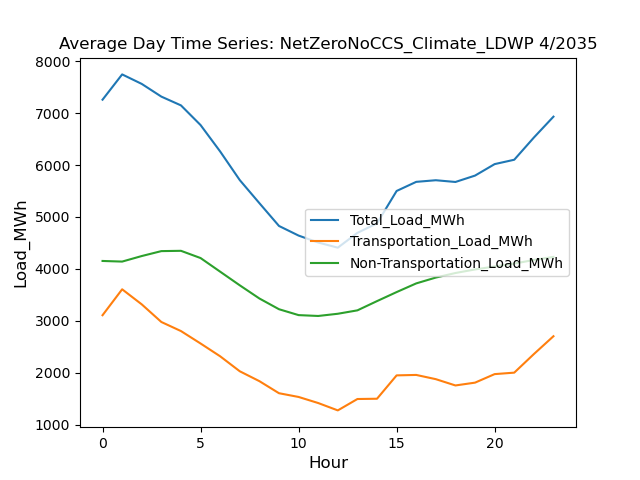 Average Day Time Series: NetZeroNoCCS_Climate_LDWP 4/2035
8000
7000
6000
5000
4000
3000
2000
1000
Load_MWh
Total_Load_MWh
Transportation_Load_MWh
Non-Transportation_Load_MWh
0 5 10 15 20
Hour